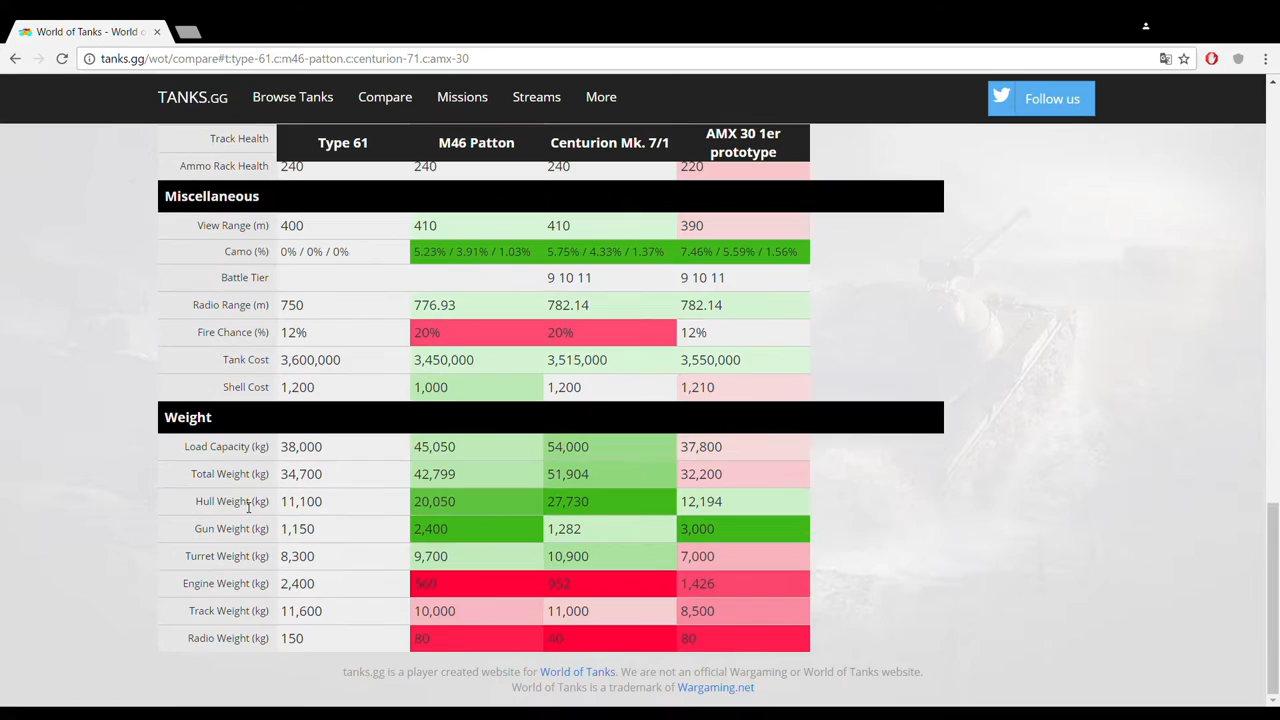 World of Tanks - World o
tanks.gg/wot/compare#t:type-61.c:m46-patton.c:centurion-71.c:amx-30
TANKS.GG Browse Tanks Compare Missions Streams More Follow us
Track Health Type 61 M46 Patton Centurion Mk. 7/1 AMX 30 1er prototype
Ammo Rack Health 240 240 240 220
Miscellaneous
View Range (m) 400 410 410 390
Camo (%) 0% / 0% / 0% 5.23% / 3.91% / 1.03% 5.75% / 4.33% / 1.37% 7.46% / 5.59% / 1.56%
Battle Tier 9 10 11 9 10 11
Radio Range (m) 750 776.93 782.14 782.14
Fire Chance (%) 12% 20% 20% 12%
Tank Cost 3,600,000 3,450,000 3,515,000 3,550,000
Shell Cost 1,200 1,000 1,200 1,210
Weight
Load Capacity (kg) 38,000 45,050 54,000 37,800
Total Weight (kg) 34,700 42,799 51,904 32,200
Hull Weight (kg) 11,100 20,050 27,730 12,194
Gun Weight (kg) 1,150 2,400 1,282 3,000
Turret Weight (kg) 8,300 9,700 10,900 7,000
Engine Weight (kg) 2,400 569 952 1,426
Track Weight (kg) 11,600 10,000 11,000 8,500
Radio Weight (kg) 150 80 40 80
tanks.gg is a player created website for World of Tanks. We are not an official Wargaming or World of Tanks website.
World of Tanks is a trademark of Wargaming.net